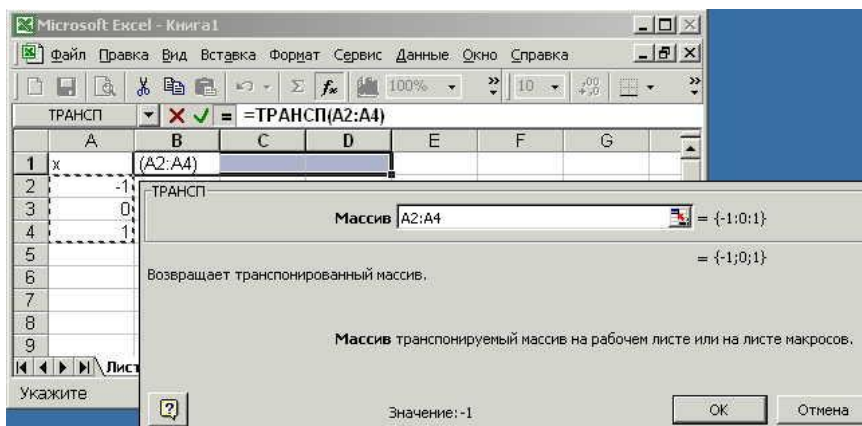 Microsoft Excel - Книга1
Файл Правка Вид Вставка Формат Сервис Данные Окно Справка
100% 10
ТРАНСП = =ТРАНСП(A2:A4)
A B C D E F G
1 x (A2:A4)
2 -1
3 0
4 1
5
6
7
8
9
ТРАНСП
Массив A2:A4 = {-1:0:1}
= {-1;0;1}
Возвращает транспонированный массив.
Массив транспонируемый массив на рабочем листе или на листе макросов.
Лист
Укажите
Значение:-1
ОК Отмена